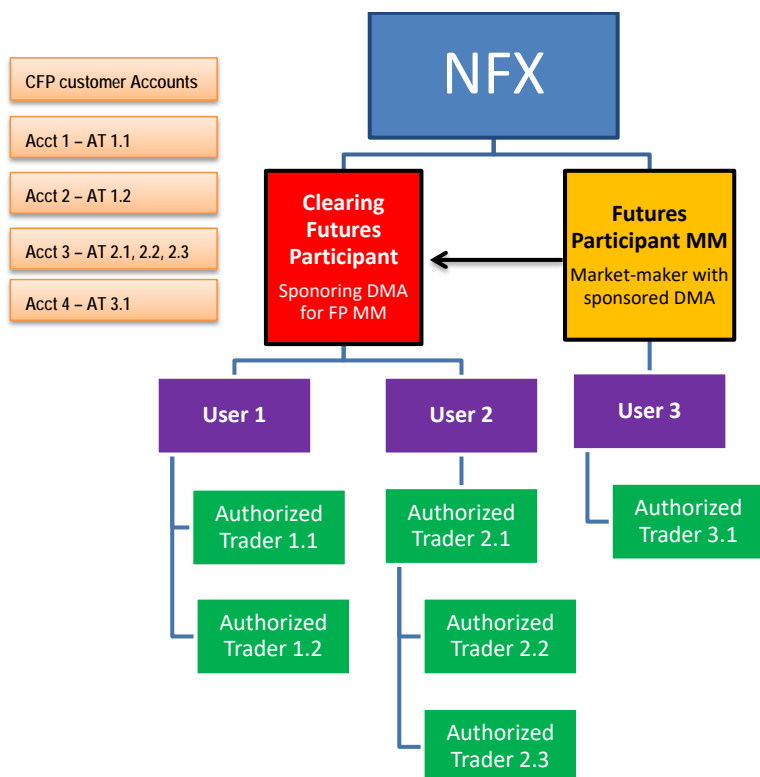 NFX
CFP customer Accounts
Acct 1 – AT 1.1
Acct 2 – AT 1.2
Acct 3 – AT 2.1, 2.2, 2.3
Acct 4 – AT 3.1
Clearing
Futures
Participant
Sponoring DMA
for FP MM
Futures
Participant MM
Market-maker with
sponsored DMA
User 1
User 2
User 3
Authorized
Trader 1.1
Authorized
Trader 2.1
Authorized
Trader 3.1
Authorized
Trader 1.2
Authorized
Trader 2.2
Authorized
Trader 2.3